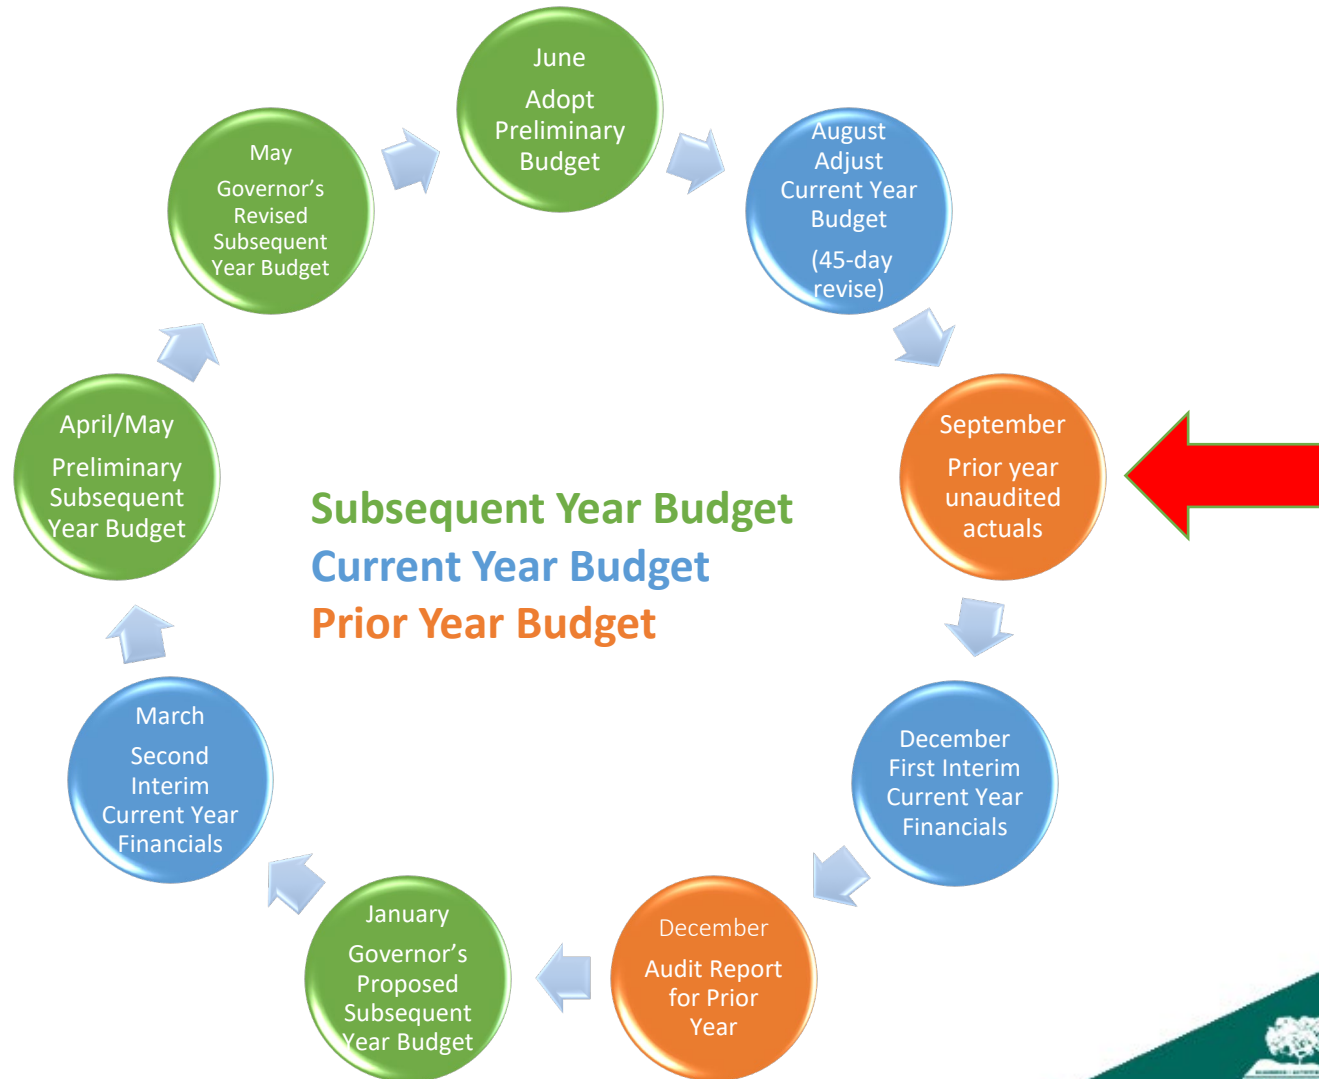 June
Adopt
Preliminary
Budget
August
Adjust
Current Year
Budget
(45-day
revise)
September
Prior year
unaudited
actuals
December
First Interim
Current Year
Financials
December
Audit Report
for Prior
Year
January
Governor’s
Proposed
Subsequent
Year Budget
March
Second
Interim
Current Year
Financials
April/May
Preliminary
Subsequent
Year Budget
May
Governor’s
Revised
Subsequent
Year Budget
Subsequent Year Budget
Current Year Budget
Prior Year Budget